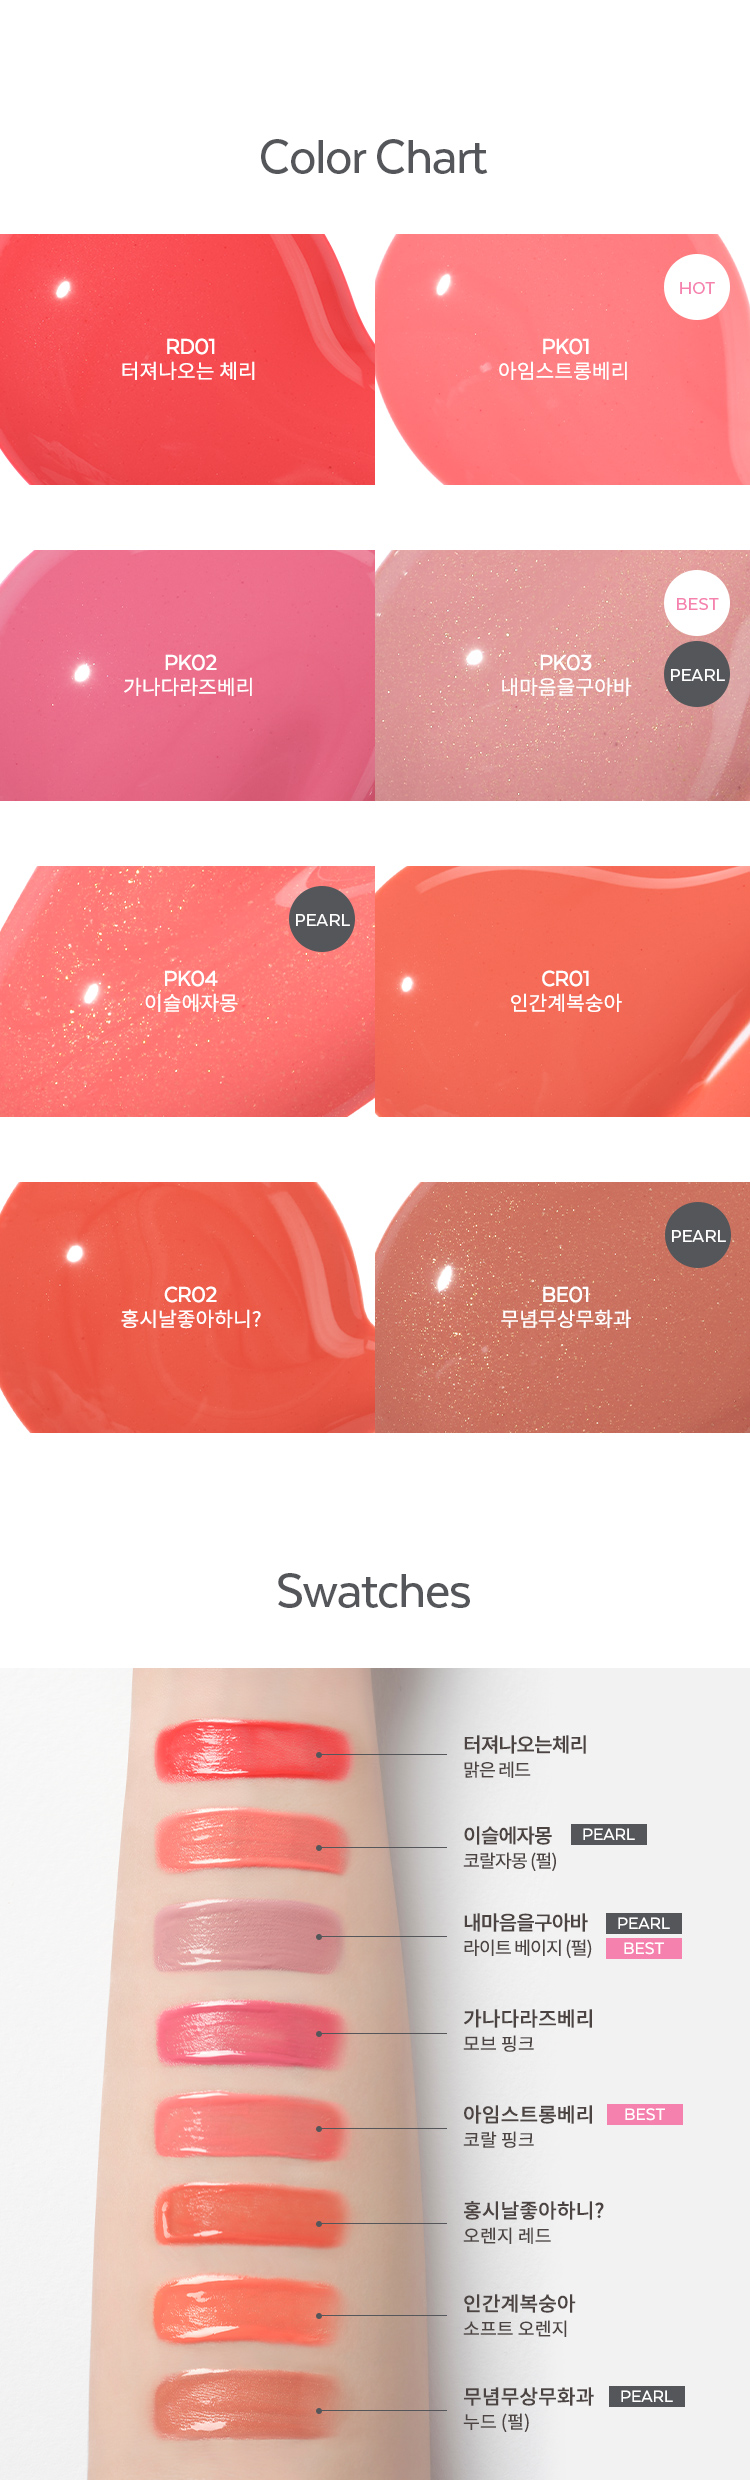 Color Chart
RD01
터져나오는 체리
HOT
PK01
아임스트롱베리
PK02
가나다라즈베리
BEST
PEARL
PK03
내마음을구아바
PEARL
PK04
이슬에자몽
CR01
인간계복숭아
CR02
홍시날좋아하니?
PEARL
BE01
무념무상무화과
Swatches
터져나오는체리
맑은 레드
이슬에자몽 PEARL
코랄자몽 (펄)
내마음을구아바 PEARL
라이트 베이지 (펄) BEST
가나다라즈베리
모브 핑크
아임스트롱베리 BEST
코랄 핑크
홍시날좋아하니?
오렌지 레드
인간계복숭아
소프트 오렌지
무념무상무화과 PEARL
누드 (펄)